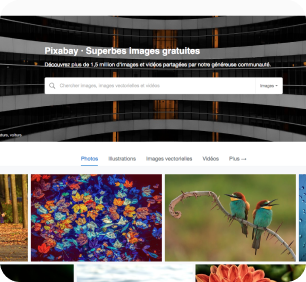 Pixabay · Superbes images gratuites
Découvrez plus de 1,5 million d'images et vidéos partagées par notre généreuse communauté.
Chercher images, images vectorielles et vidéos
Images
Photos Illustrations Images vectorielles Vidéos Plus →